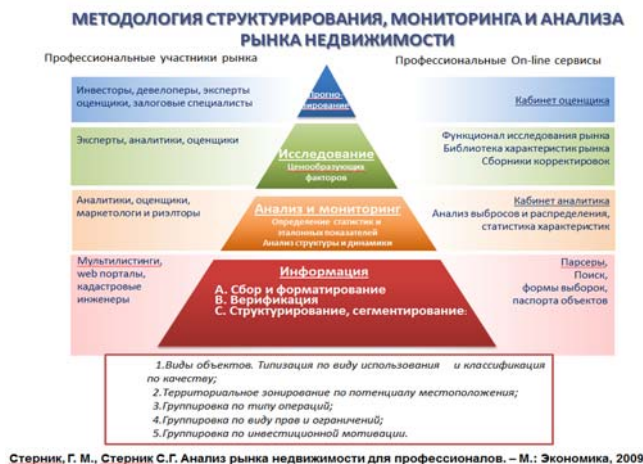 МЕТОДОЛОГИЯ СТРУКТУРИРОВАНИЯ, МОНИТОРИНГА И АНАЛИЗА
РЫНКА НЕДВИЖИМОСТИ
Профессиональные участники рынка
Профессиональные On-line сервисы
Инвесторы, девелоперы, эксперты
оценщики, залоговые специалисты
Прогно-
зирование
Кабинет оценщика
Эксперты, аналитики, оценщики
Исследование
Ценообразующих
факторов
Функционал исследования рынка
Библиотека характеристик рынка
Сборники корректировок
Аналитики, оценщики,
маркетологи и риэлторы
Анализ и мониторинг
Определение статистик и
эталонных показателей
Анализ структуры и динамики
Кабинет аналитика
Анализ выбросов и распределения,
статистика характеристик
Мультилистинги,
web порталы,
кадастровые
инженеры
Информация
A. Сбор и форматирование
B. Верификация
C. Структурирование, сегментирование:
Парсеры,
Поиск,
формы выборок,
паспорта объектов
1.Виды объектов. Типизация по виду использования и классификация
по качеству;
2.Территориальное зонирование по потенциалу местоположения;
3.Группировка по типу операций;
4.Группировка по виду прав и ограничений;
5.Группировка по инвестиционной мотивации.
Стерник, Г. М., Стерник С.Г. Анализ рынка недвижимости для профессионалов. – М.: Экономика, 2009